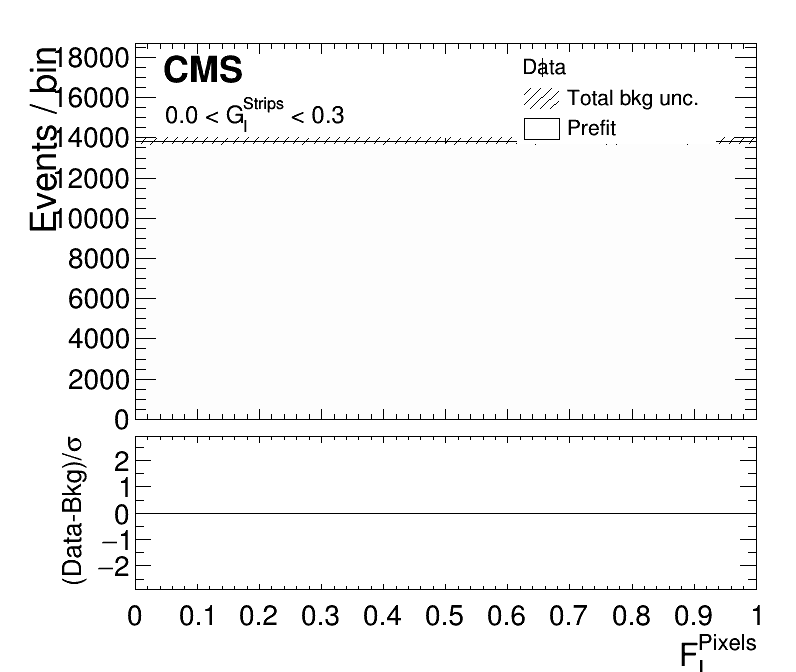 Events / bin
18000
16000
14000
12000
10000
8000
6000
4000
2000
0
CMS
0.0 < G_I^Strips < 0.3
Data
Total bkg unc.
Prefit
(Data-Bkg)/σ
2
1
0
−1
−2
0 0.1 0.2 0.3 0.4 0.5 0.6 0.7 0.8 0.9 1
F_I^Pixels